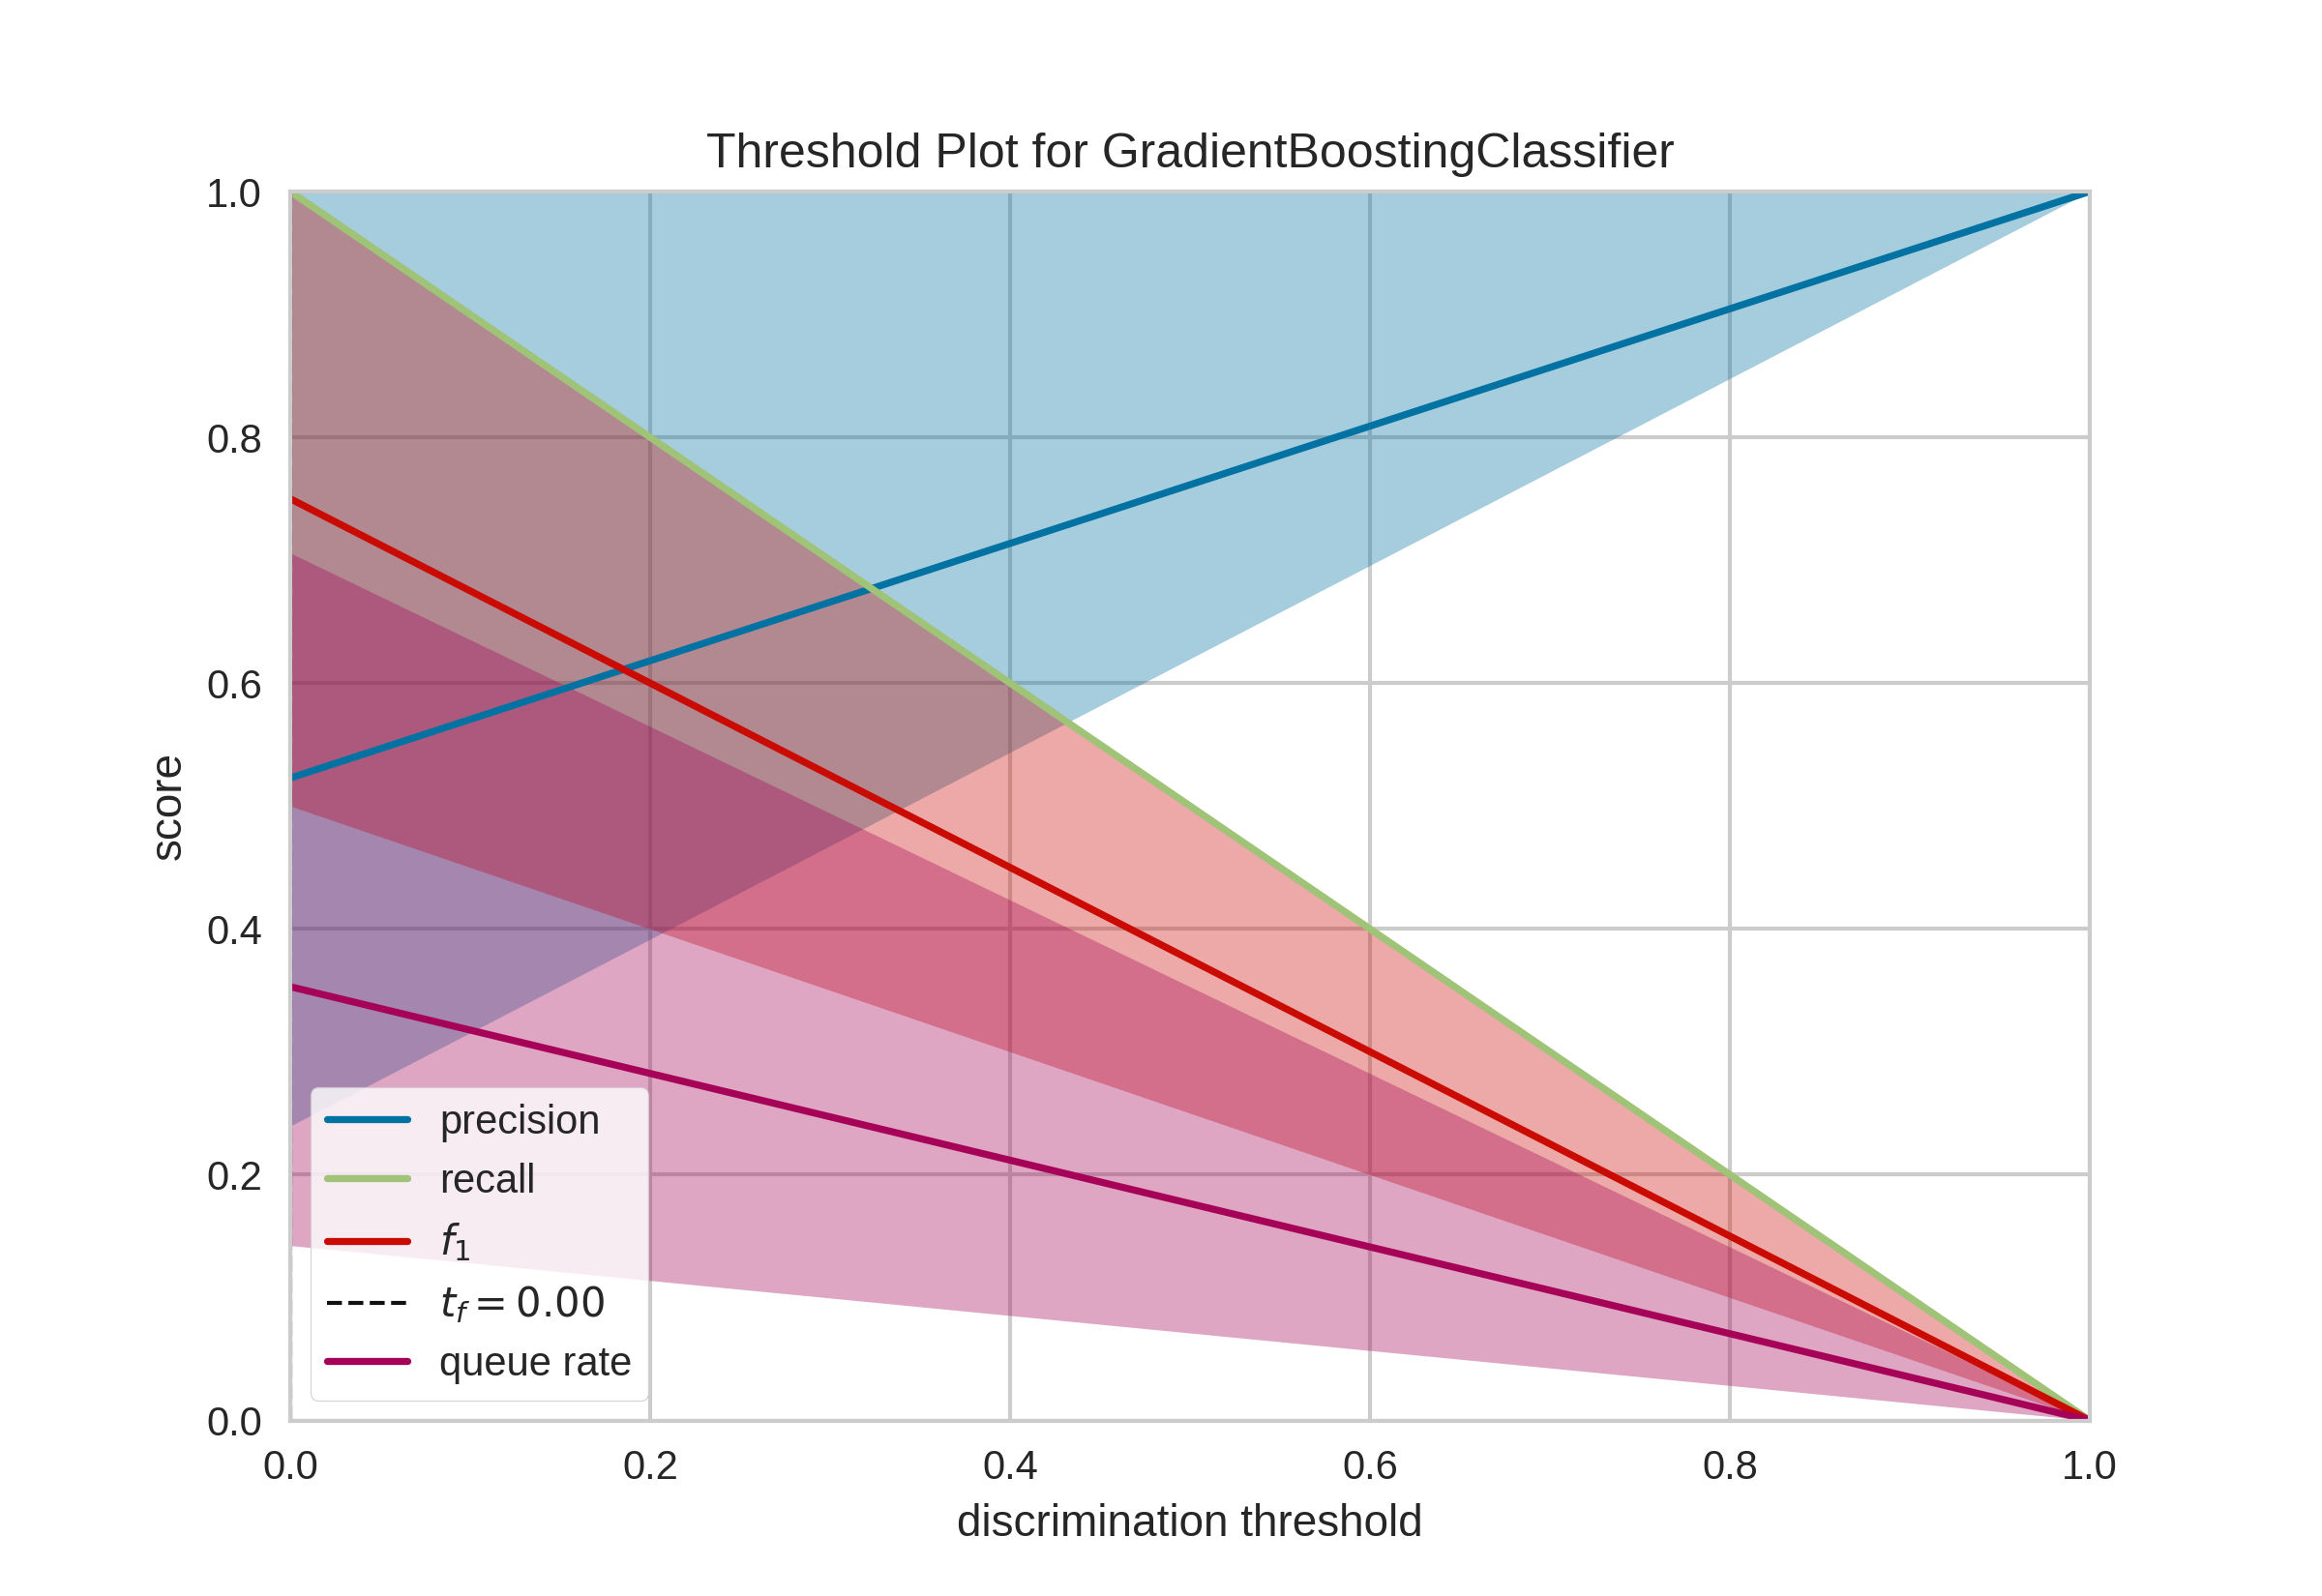 Threshold Plot for GradientBoostingClassifier
1.0
0.8
0.6
0.4
0.2
0.0
score
precision
recall
f₁
t_f = 0.00
queue rate
0.0 0.2 0.4 0.6 0.8 1.0
discrimination threshold